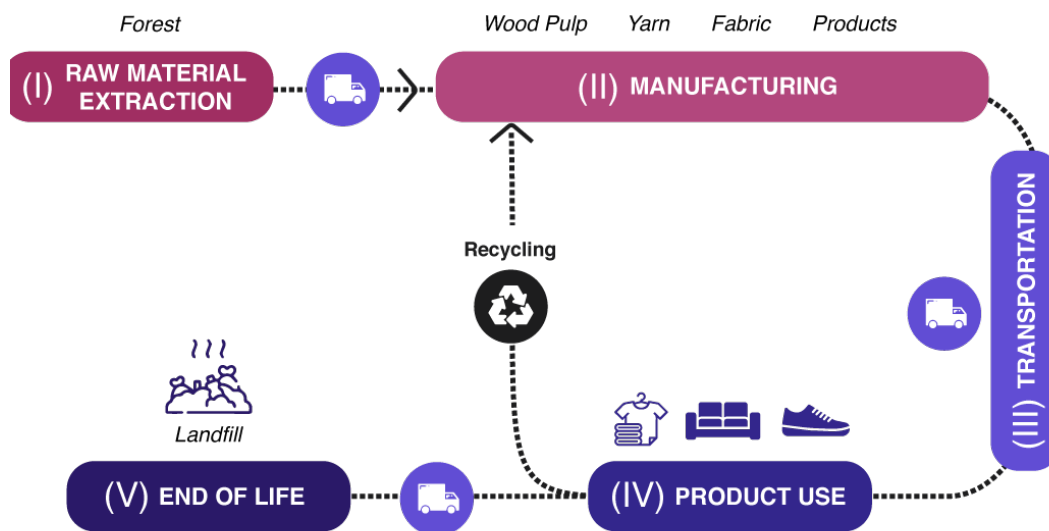 Forest
Wood Pulp Yarn Fabric Products
(I) RAW MATERIAL
EXTRACTION
(II) MANUFACTURING
(III) TRANSPORTATION
Recycling
Landfill
(V) END OF LIFE
(IV) PRODUCT USE